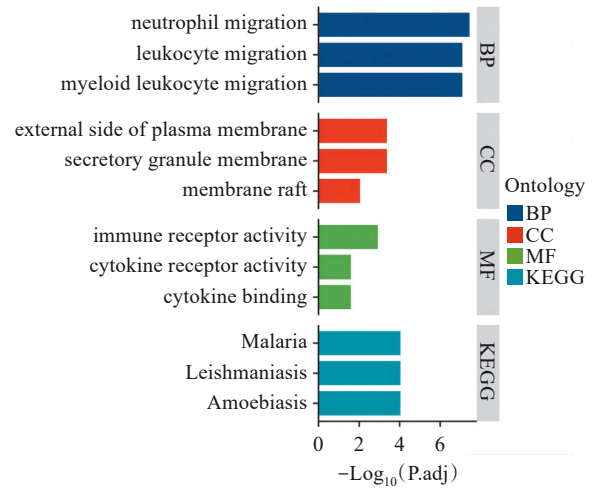 neutrophil migration
leukocyte migration
myeloid leukocyte migration
BP
external side of plasma membrane
secretory granule membrane
membrane raft
CC
immune receptor activity
cytokine receptor activity
cytokine binding
MF
Malaria
Leishmaniasis
Amoebiasis
KEGG
0 2 4 6
−Log10(P.adj)
Ontology
BP
CC
MF
KEGG